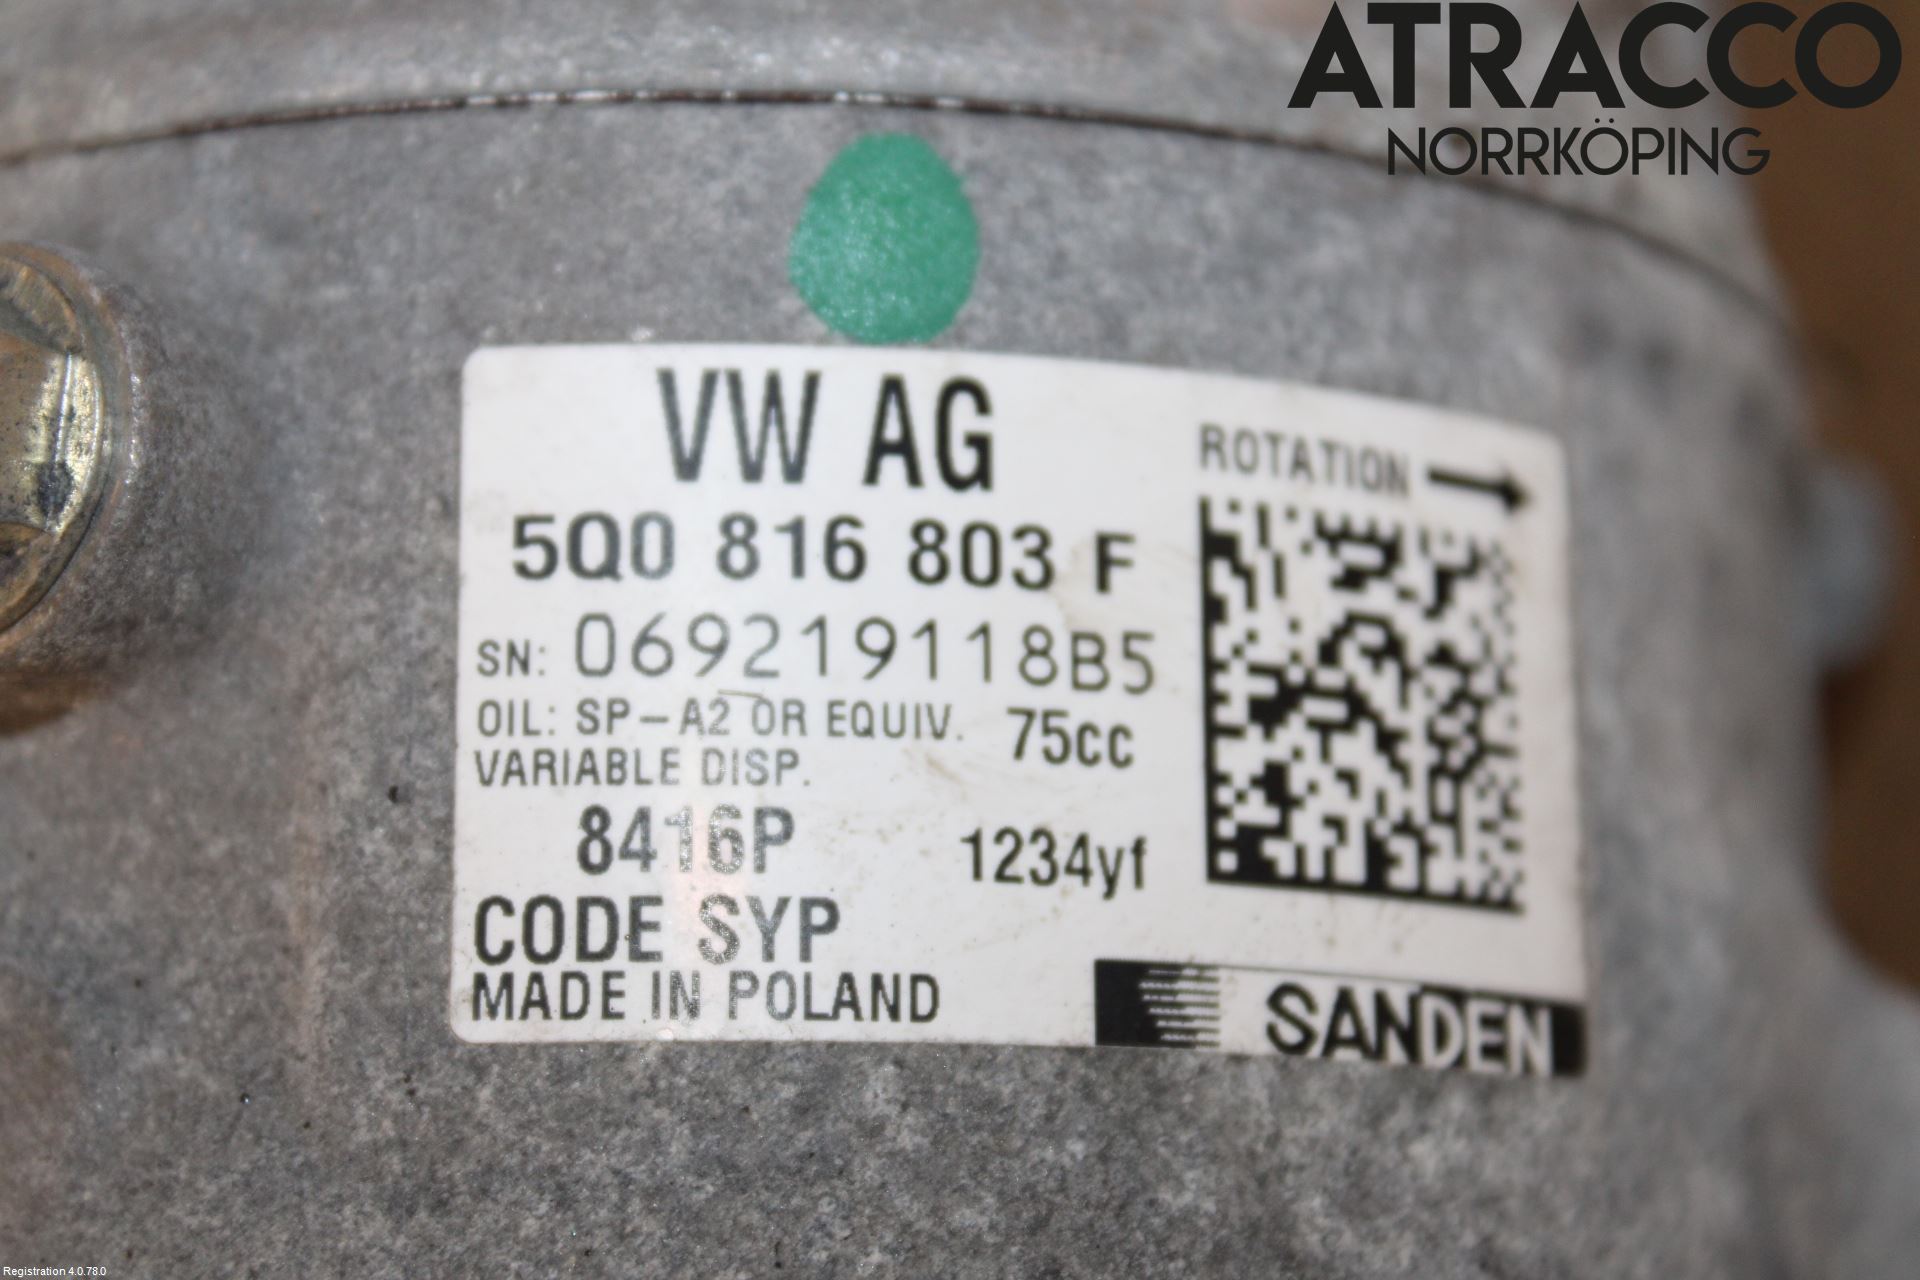 ATRACCO
NORRKÖPING
VW AG
ROTATION
5Q0 816 803 F
SN: 069219118B5
OIL: SP-A2 OR EQUIV. 75cc
VARIABLE DISP.
8416P 1234yf
CODE SYP
MADE IN POLAND
SANDEN
Registration 4.0.78.0